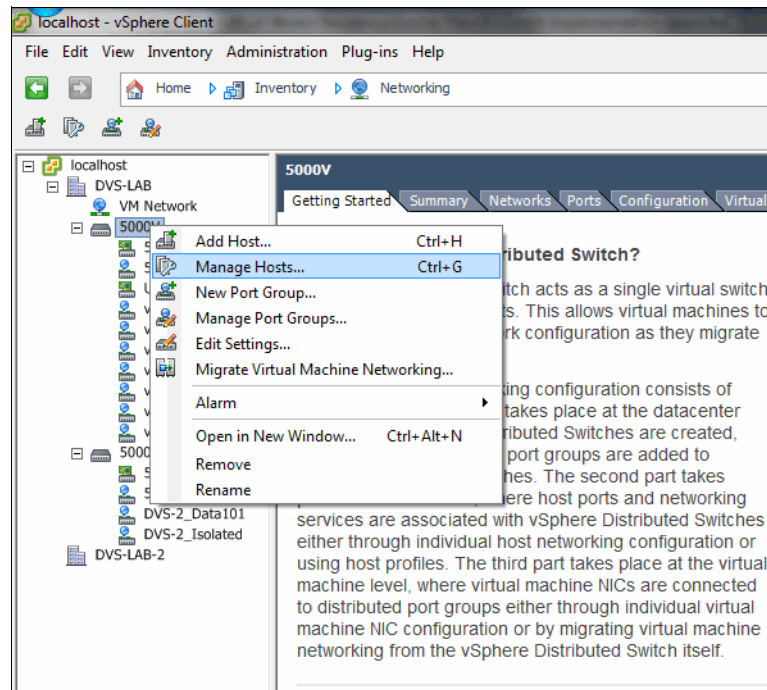 localhost - vSphere Client
File Edit View Inventory Administration Plug-ins Help
Home Inventory Networking
localhost
DVS-LAB
VM Network
5000V
Add Host... Ctrl+H
Manage Hosts... Ctrl+G
New Port Group...
Manage Port Groups...
Edit Settings...
Migrate Virtual Machine Networking...
Alarm
Open in New Window... Ctrl+Alt+N
Remove
Rename
5000
DVS-2_Data101
DVS-2_Isolated
DVS-LAB-2
5000V
Getting Started Summary Networks Ports Configuration Virtual
ributed Switch?
itch acts as a single virtual switch
ts. This allows virtual machines to
rk configuration as they migrate
ing configuration consists of
takes place at the datacenter
ributed Switches are created,
port groups are added to
hes. The second part takes
ere host ports and networking
services are associated with vSphere Distributed Switches
either through individual host networking configuration or
using host profiles. The third part takes place at the virtual
machine level, where virtual machine NICs are connected
to distributed port groups either through individual virtual
machine NIC configuration or by migrating virtual machine
networking from the vSphere Distributed Switch itself.